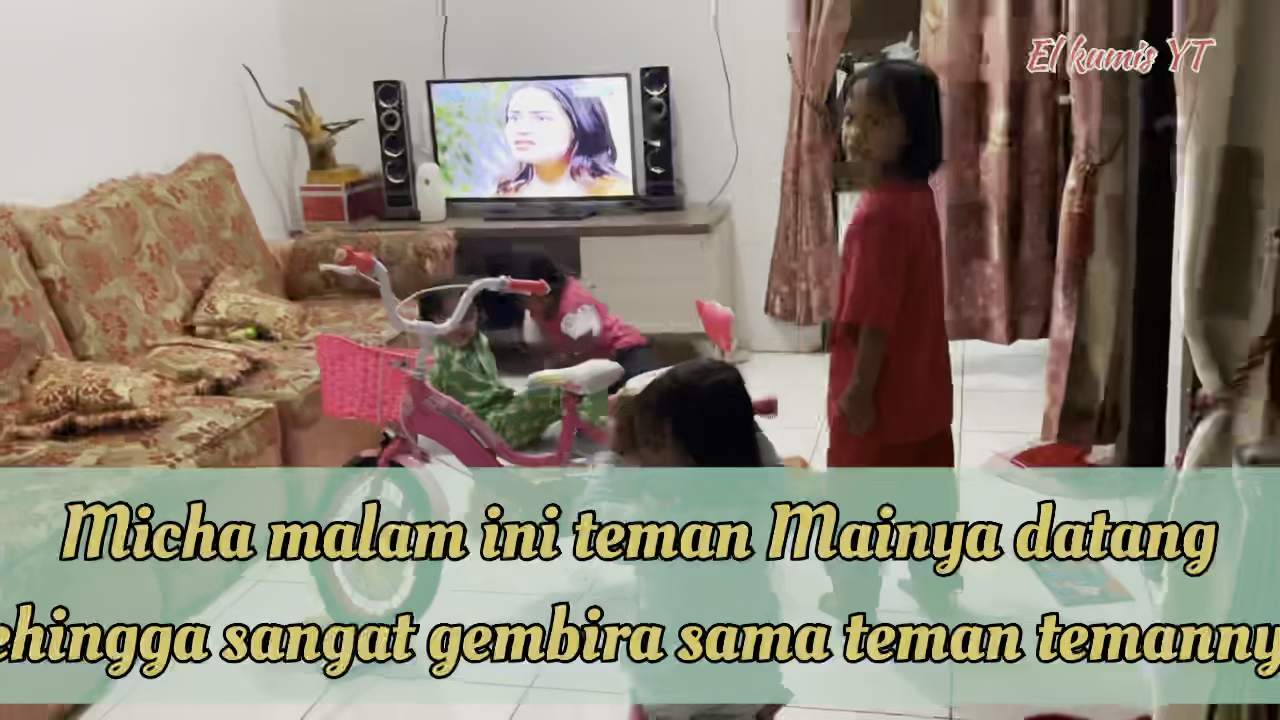 El kumis YT
Micha malam ini teman Mainya datang
ehingga sangat gembira sama teman temanny